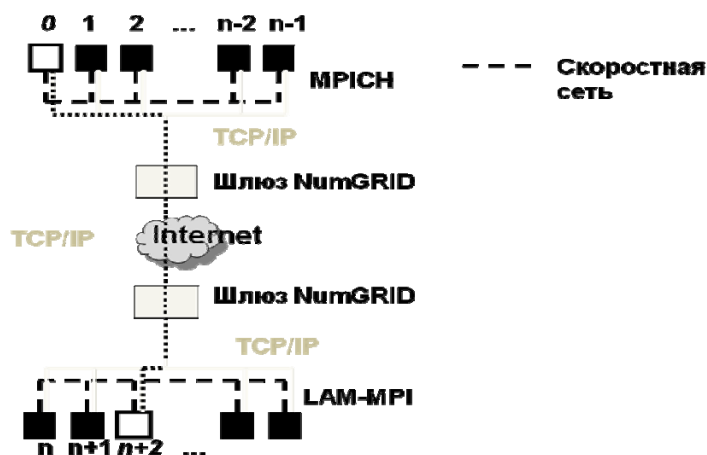 0 1 2 ... n-2 n-1
MPICH
Скоростная
сеть
TCP/IP
Шлюз NumGRID
TCP/IP
Internet
Шлюз NumGRID
TCP/IP
LAM-MPI
n n+1 n+2 ...